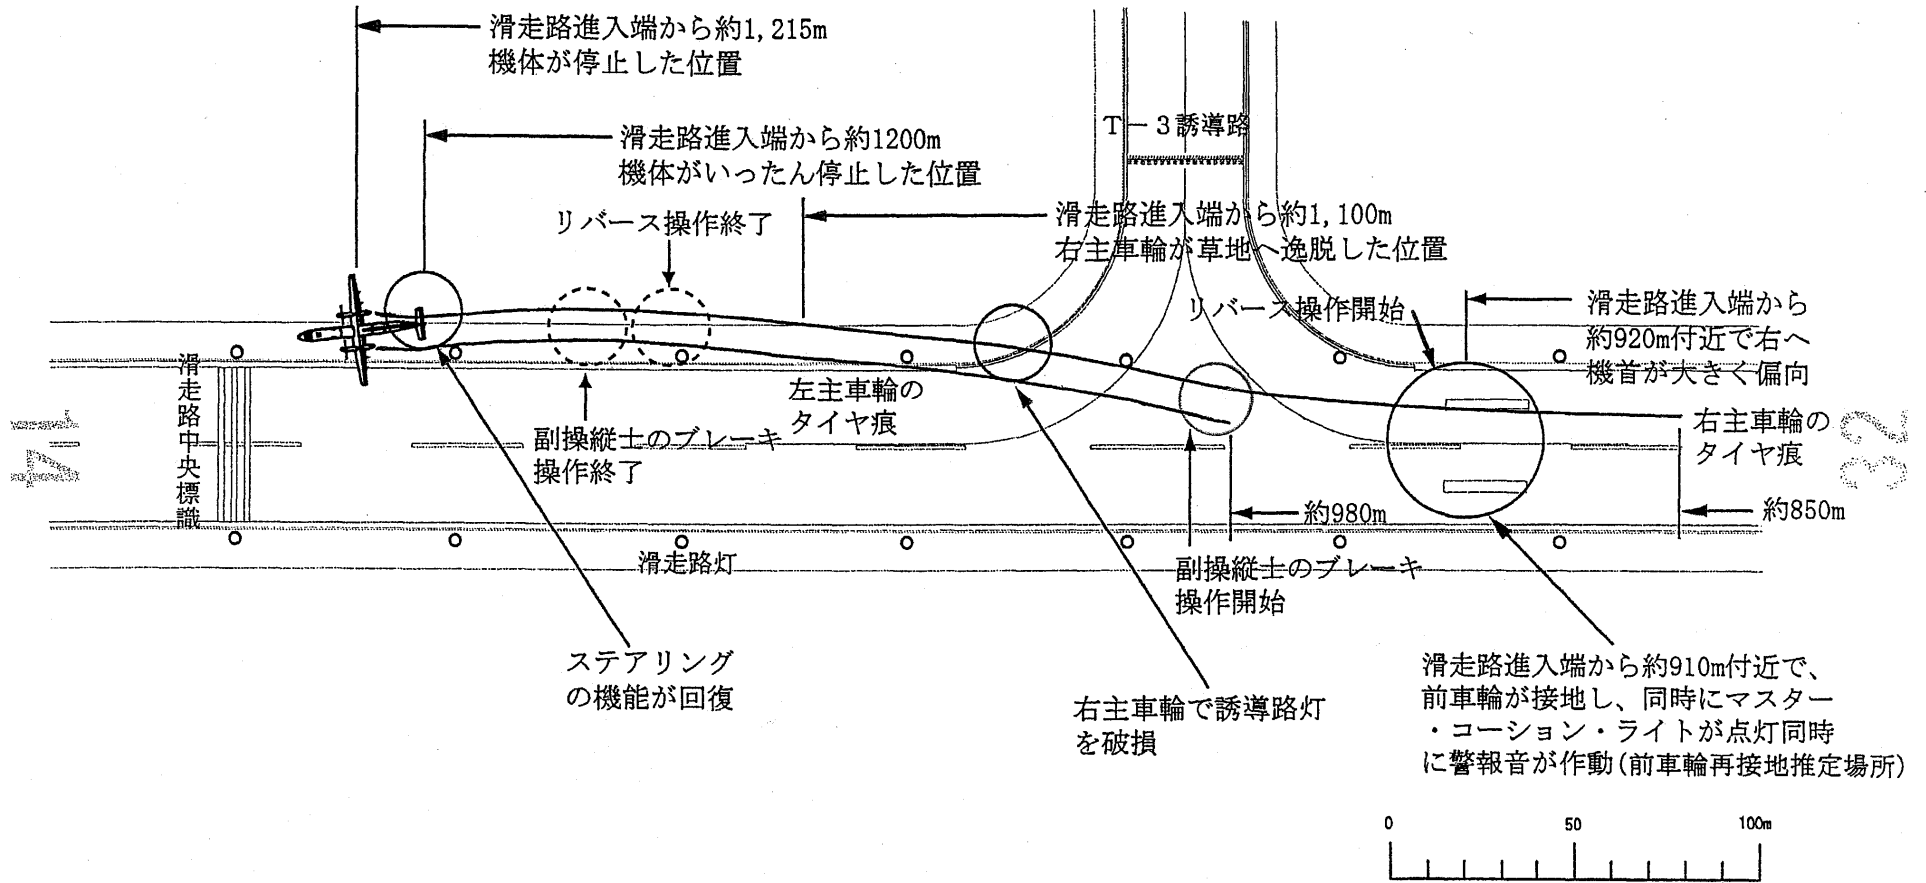 滑走路進入端から約1,215m
機体が停止した位置
滑走路進入端から約1200m
機体がいったん停止した位置
T－3誘導路
リバース操作終了
滑走路進入端から約1,100m
右主車輪が草地へ逸脱した位置
リバース操作開始
滑走路進入端から
約920m付近で右へ
機首が大きく偏向
滑走路中央標識
左主車輪の
タイヤ痕
右主車輪の
タイヤ痕
14
32
副操縦士のブレーキ
操作終了
約980m
約850m
滑走路灯
副操縦士のブレーキ
操作開始
ステアリング
の機能が回復
右主車輪で誘導路灯
を破損
滑走路進入端から約910m付近で、
前車輪が接地し、同時にマスター
・コーション・ライトが点灯同時
に警報音が作動(前車輪再接地推定場所)
0 50 100m